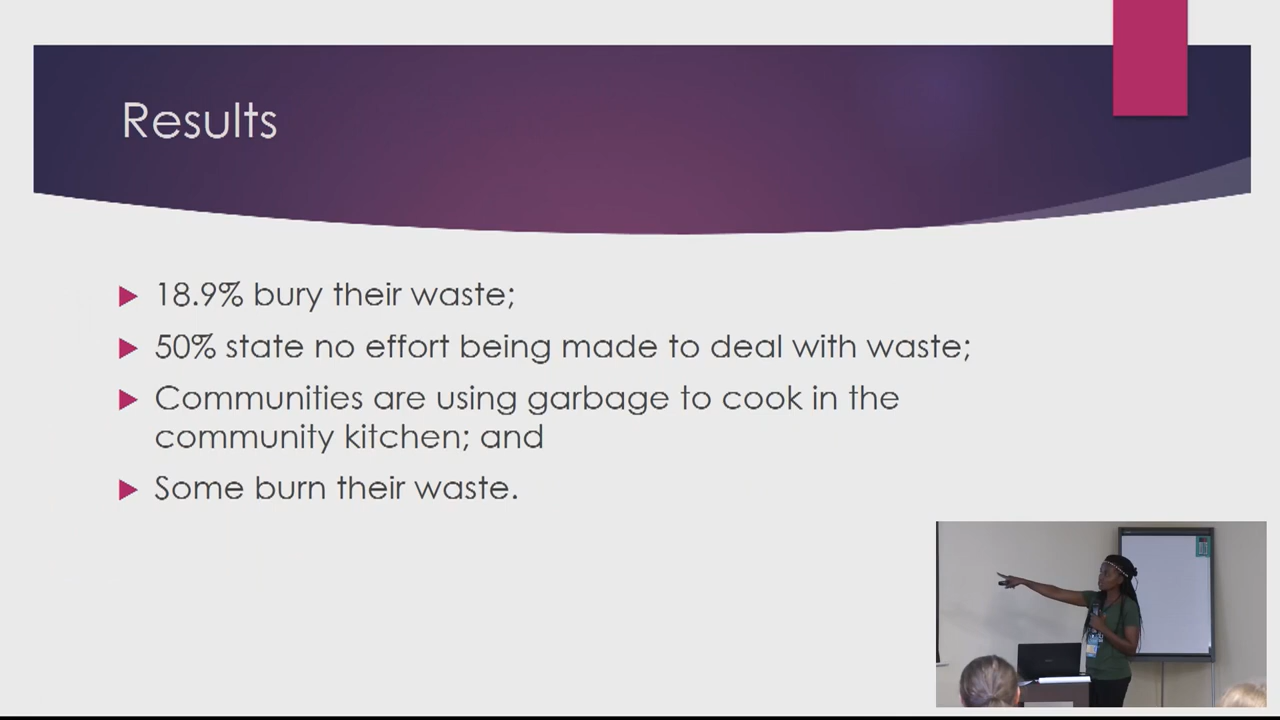 Results
18.9% bury their waste;
50% state no effort being made to deal with waste;
Communities are using garbage to cook in the
community kitchen; and
Some burn their waste.